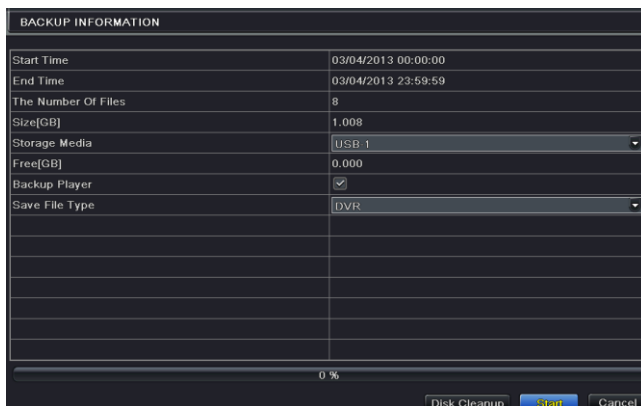 BACKUP INFORMATION
Start Time 03/04/2013 00:00:00
End Time 03/04/2013 23:59:59
The Number Of Files 8
Size[GB] 1.008
Storage Media USB-1
Free[GB] 0.000
Backup Player
Save File Type DVR
0 %
Disk Cleanup Start Cancel